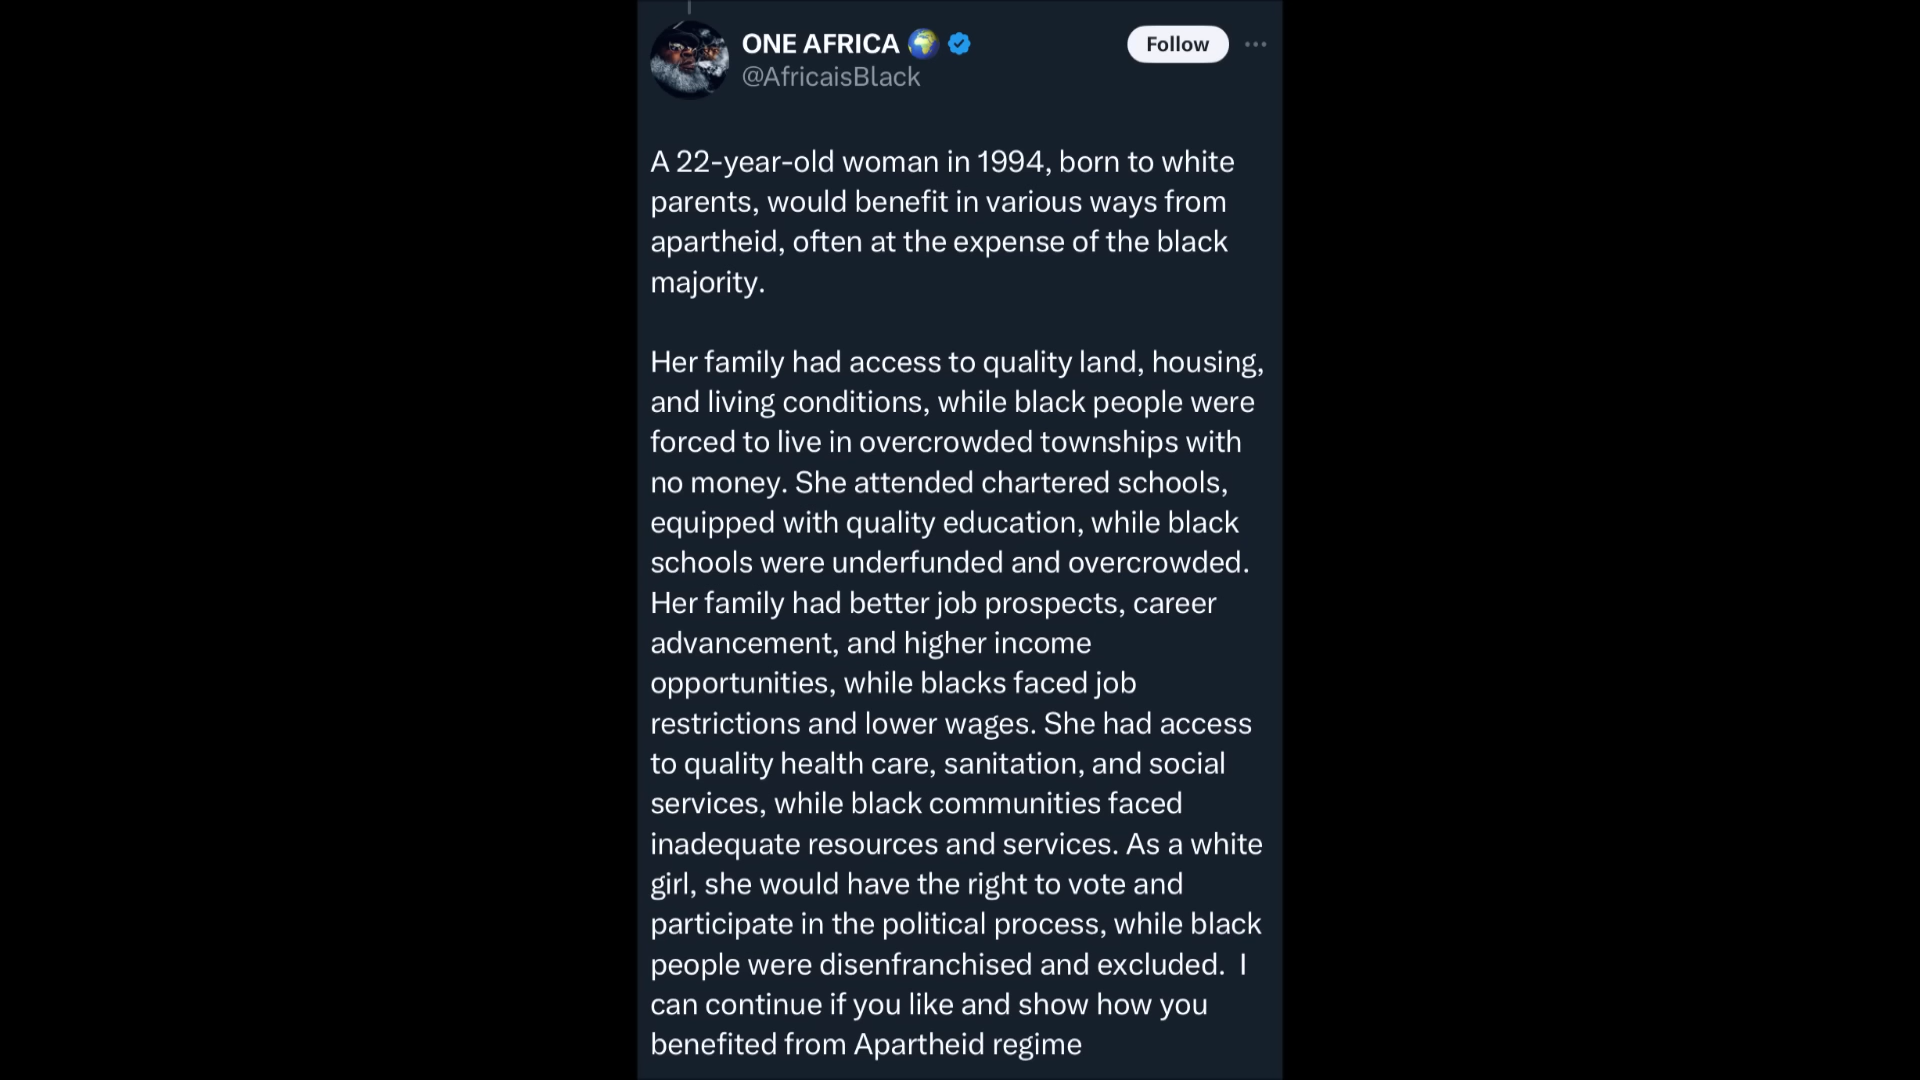 ONE AFRICA
@AfricaisBlack
Follow
A 22-year-old woman in 1994, born to white
parents, would benefit in various ways from
apartheid, often at the expense of the black
majority.
Her family had access to quality land, housing,
and living conditions, while black people were
forced to live in overcrowded townships with
no money. She attended chartered schools,
equipped with quality education, while black
schools were underfunded and overcrowded.
Her family had better job prospects, career
advancement, and higher income
opportunities, while blacks faced job
restrictions and lower wages. She had access
to quality health care, sanitation, and social
services, while black communities faced
inadequate resources and services. As a white
girl, she would have the right to vote and
participate in the political process, while black
people were disenfranchised and excluded. I
can continue if you like and show how you
benefited from Apartheid regime